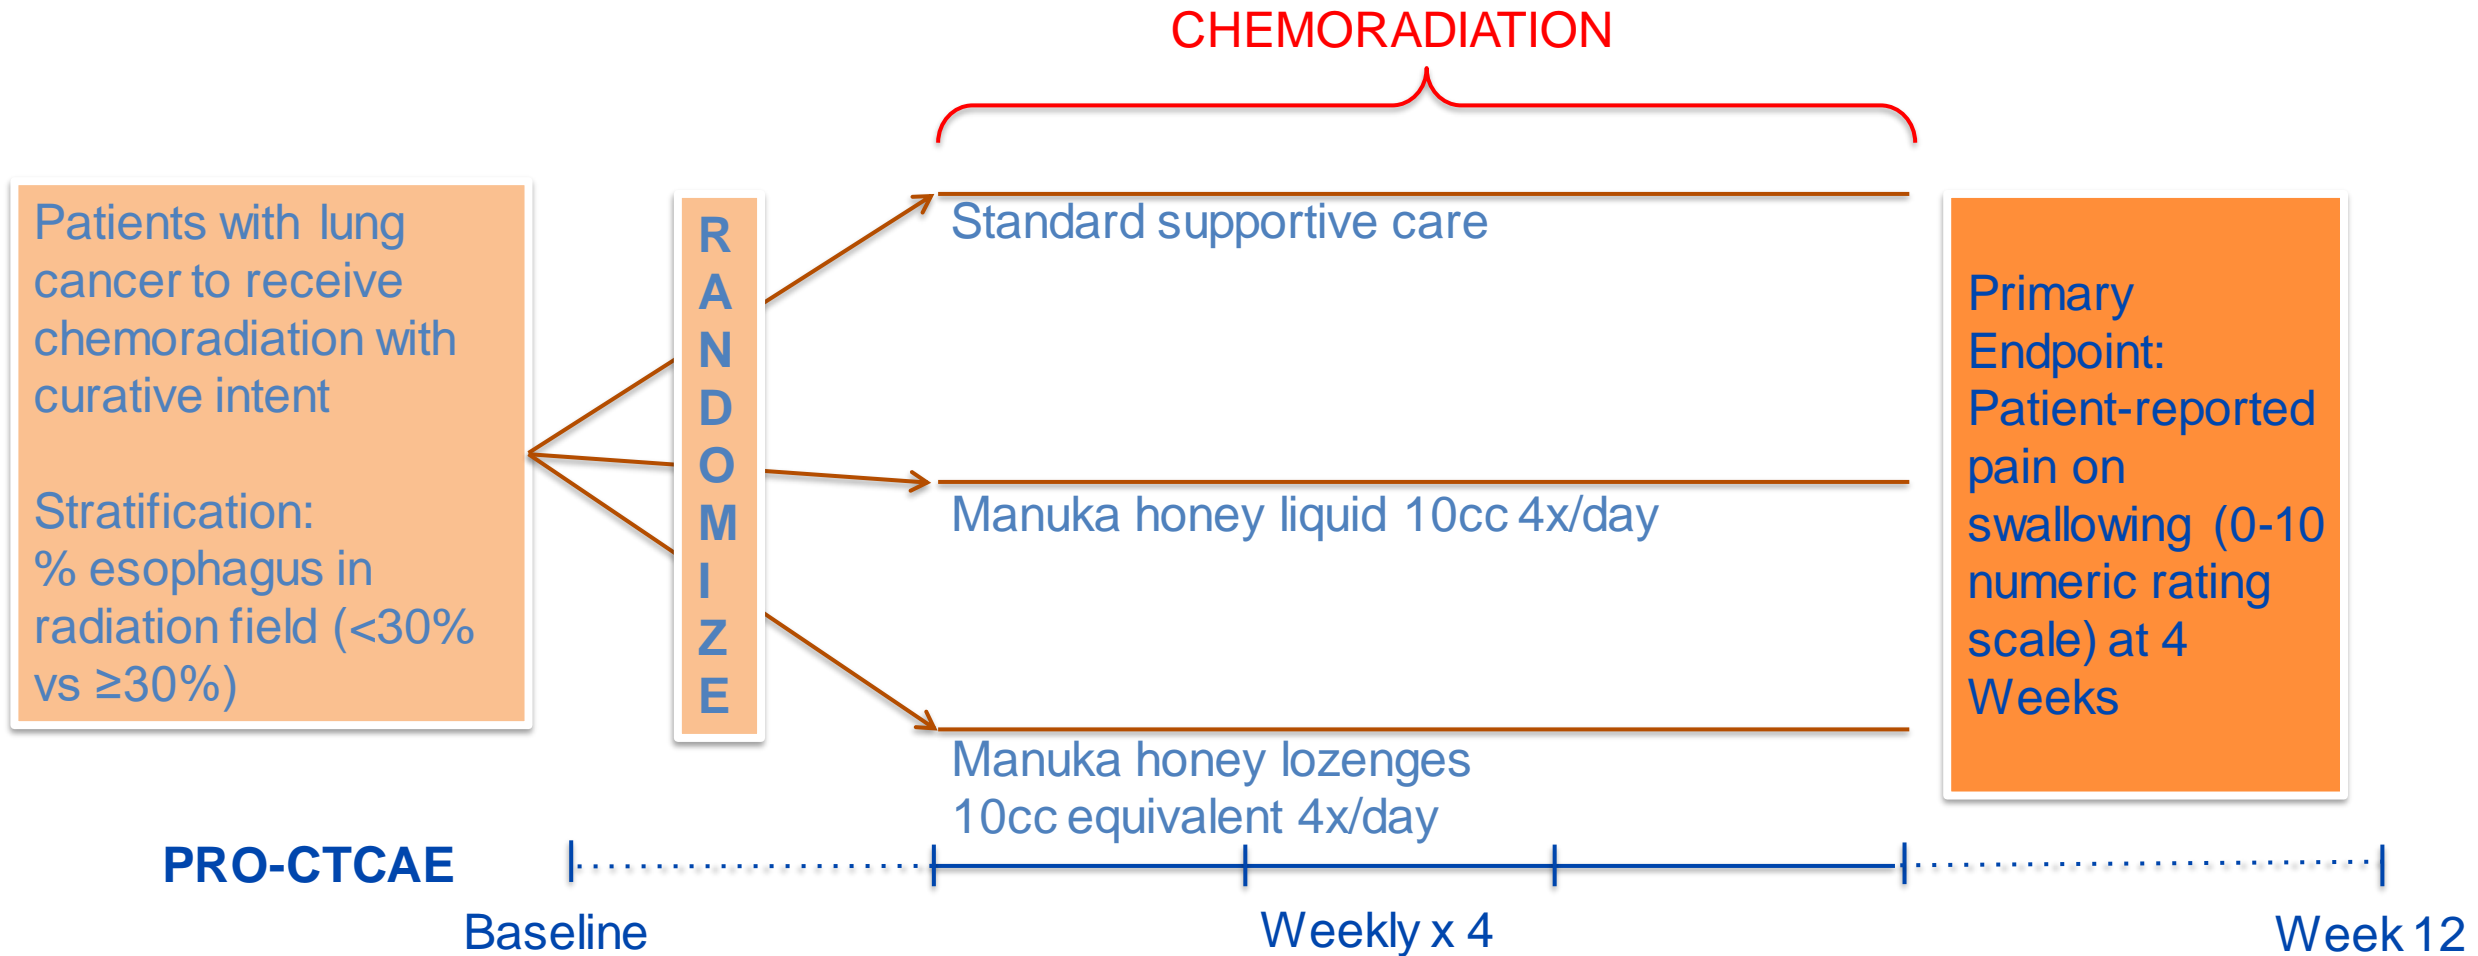 CHEMORADIATION
Patients with lung
cancer to receive
chemoradiation with
curative intent
Stratification:
% esophagus in
radiation field (<30%
vs ≥30%)
R
A
N
D
O
M
I
Z
E
Standard supportive care
Manuka honey liquid 10cc 4x/day
Manuka honey lozenges
10cc equivalent 4x/day
Primary
Endpoint:
Patient-reported
pain on
swallowing (0-10
numeric rating
scale) at 4
Weeks
PRO-CTCAE
Baseline
Weekly x 4
Week 12